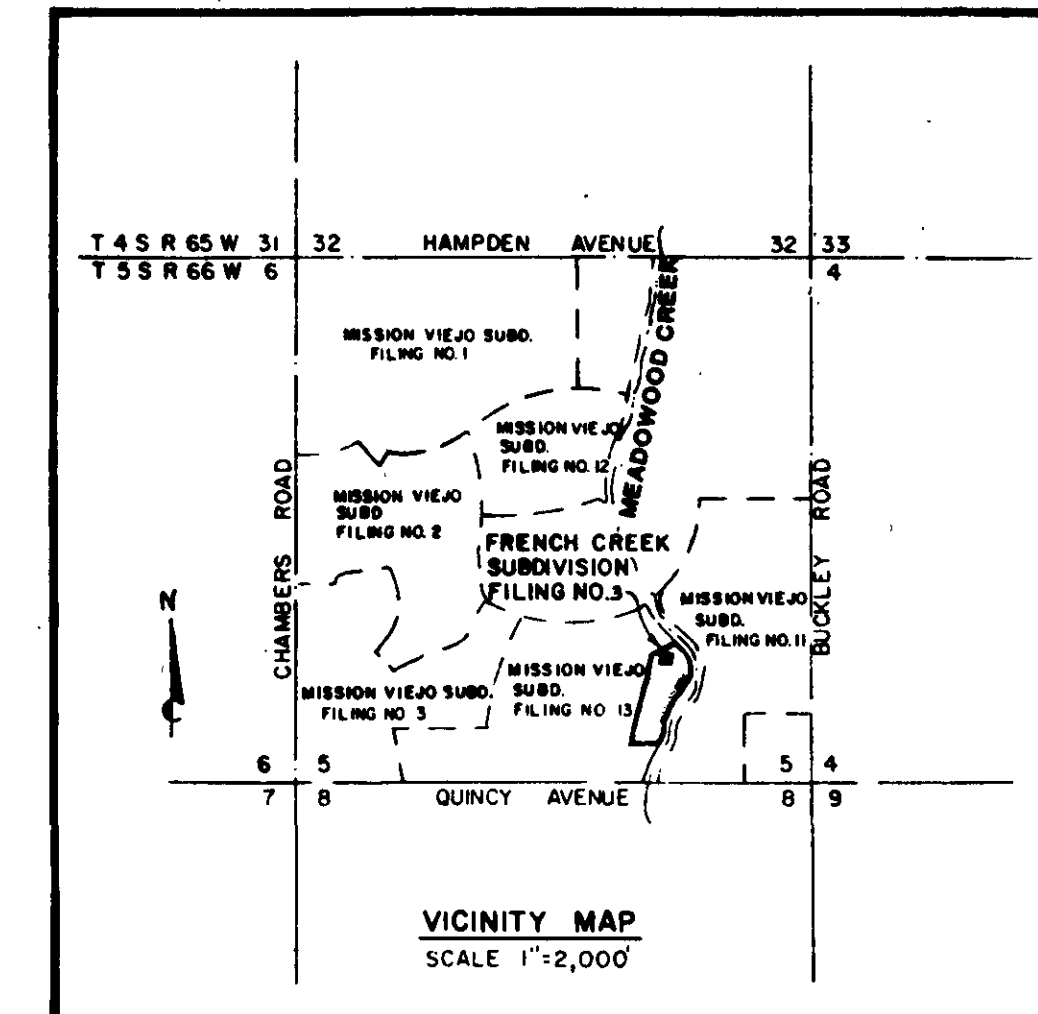 T 4 S R 65 W 31 32 HAMPDEN AVENUE 32 33
T 5 S R 66 W 6 4
MISSION VIEJO SUBD.
FILING NO. 1
MEADOWOOD CREEK
MISSION VIEJO
SUBD.
FILING NO. 12
CHAMBERS ROAD
MISSION VIEJO
SUBD
FILING NO. 2
BUCKLEY ROAD
FRENCH CREEK
SUBDIVISION
FILING NO. 3
N
MISSION VIEJO
SUBD.
FILING NO. 11
MISSION VIEJO SUBD.
FILING NO 3
MISSION VIEJO
SUBD.
FILING NO 13
6 5 5 4
7 8 QUINCY AVENUE 8 9
VICINITY MAP
SCALE 1"=2,000'